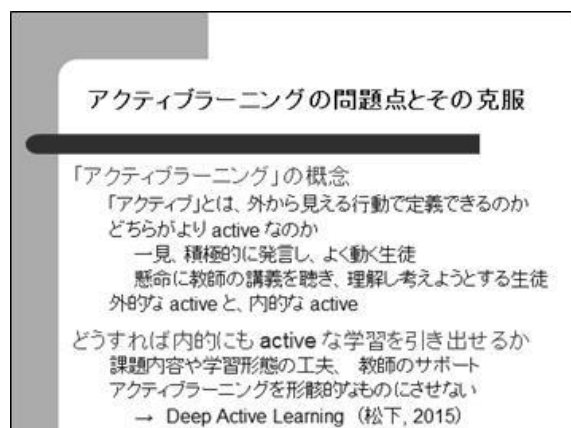 アクティブラーニングの問題点とその克服
「アクティブラーニング」の概念
「アクティブ」とは、外から見える行動で定義できるのか
どちらがより active なのか
一見、積極的に発言し、よく動く生徒
懸命に教師の講義を聴き、理解し考えようとする生徒
外的な active と、内的な active
どうすれば内的にも active な学習を引き出せるか
課題内容や学習形態の工夫、 教師のサポート
アクティブラーニングを形骸的なものにさせない
→ Deep Active Learning （松下, 2015）